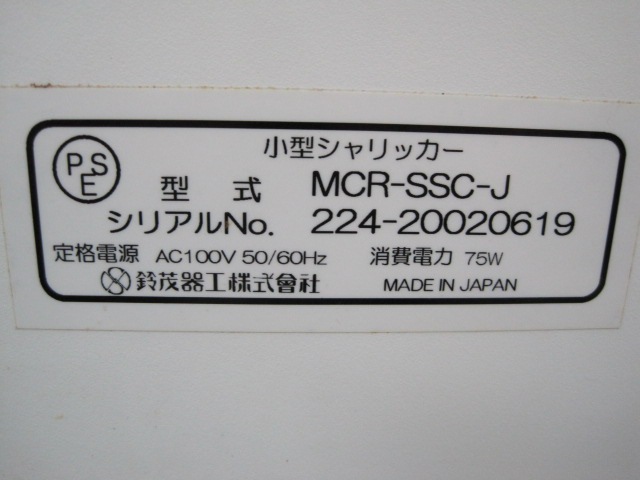 PSE
小型シャリッカー
型式 MCR-SSC-J
シリアルNo. 224-20020619
定格電源 AC100V 50/60Hz 消費電力 75W
鈴茂器工株式會社 MADE IN JAPAN